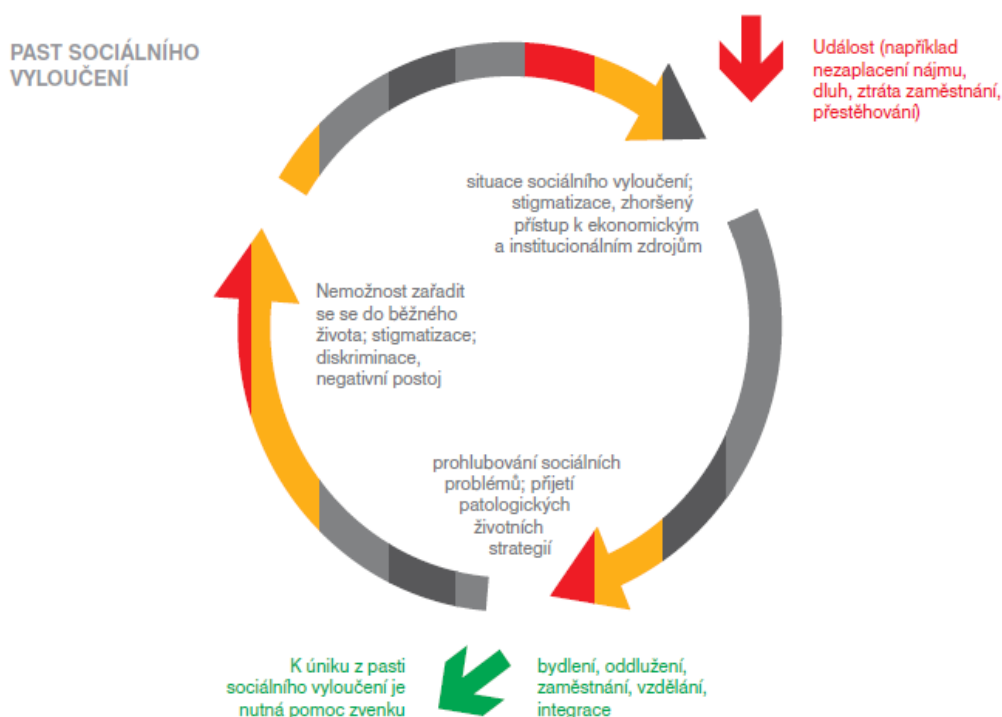 PAST SOCIÁLNÍHO
VYLOUČENÍ
Událost (například
nezaplacení nájmu,
dluh, ztráta zaměstnání,
přestěhování)
situace sociálního vyloučení;
stigmatizace, zhoršený
přístup k ekonomickým
a institucionálním zdrojům
Nemožnost zařadit
se se do běžného
života; stigmatizace;
diskriminace,
negativní postoj
prohlubování sociálních
problémů; přijetí
patologických
životních
strategií
K úniku z pasti
sociálního vyloučení je
nutná pomoc zvenku
bydlení, oddlužení,
zaměstnání, vzdělání,
integrace